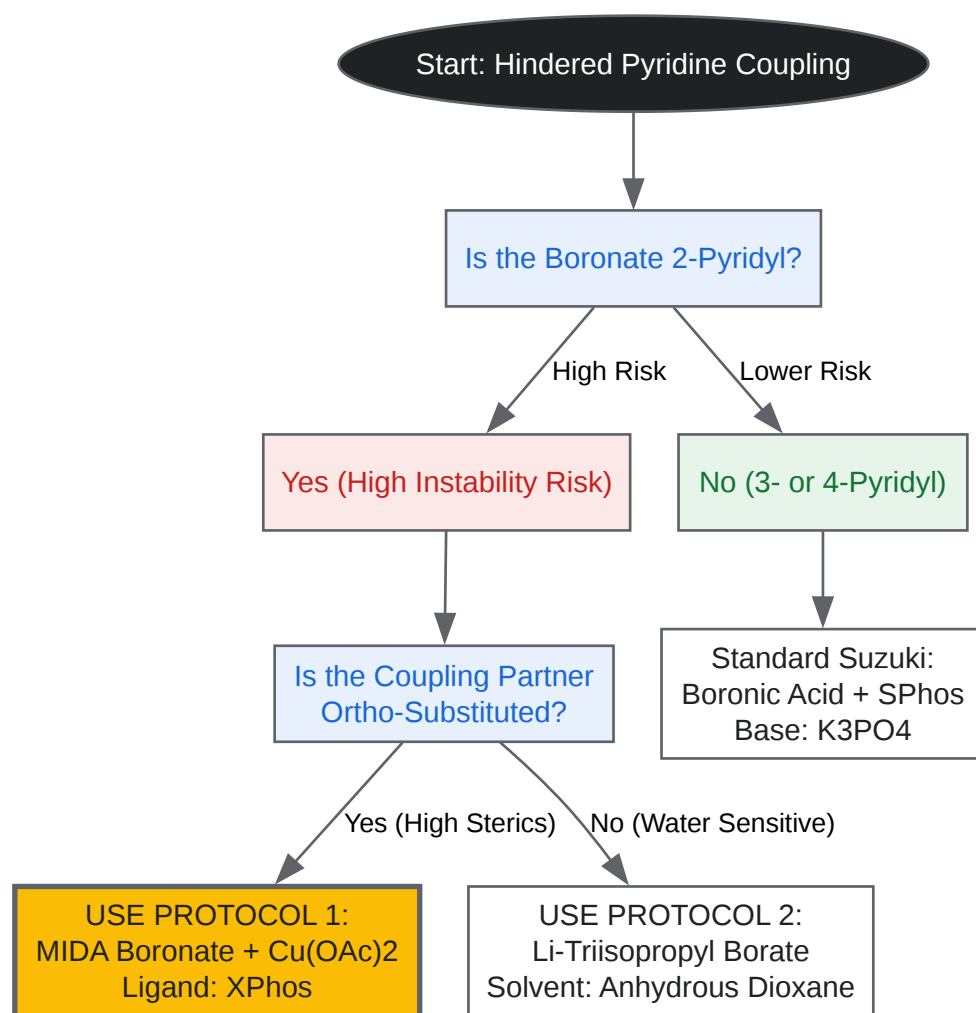 Start: Hindered Pyridine Coupling
Is the Boronate 2-Pyridyl?
High Risk
Lower Risk
Yes (High Instability Risk)
No (3- or 4-Pyridyl)
Is the Coupling Partner
Ortho-Substituted?
Standard Suzuki:
Boronic Acid + SPhos
Base: K3PO4
Yes (High Sterics)
No (Water Sensitive)
USE PROTOCOL 1:
MIDA Boronate + Cu(OAc)2
Ligand: XPhos
USE PROTOCOL 2:
Li-Triisopropyl Borate
Solvent: Anhydrous Dioxane